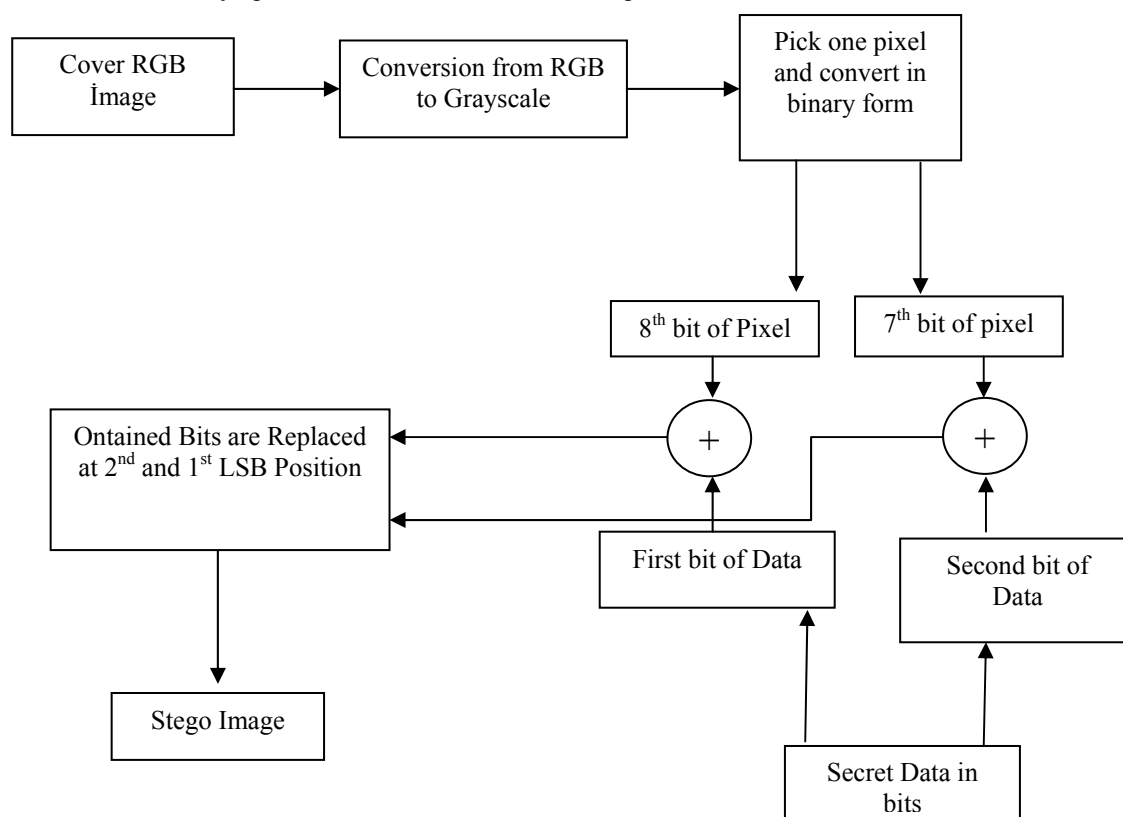 Cover RGB
İmage
Conversion from RGB
to Grayscale
Pick one pixel
and convert in
binary form
8th bit of Pixel
7th bit of pixel
+
+
Ontained Bits are Replaced
at 2nd and 1st LSB Position
First bit of Data
Second bit of
Data
Stego Image
Secret Data in
bits